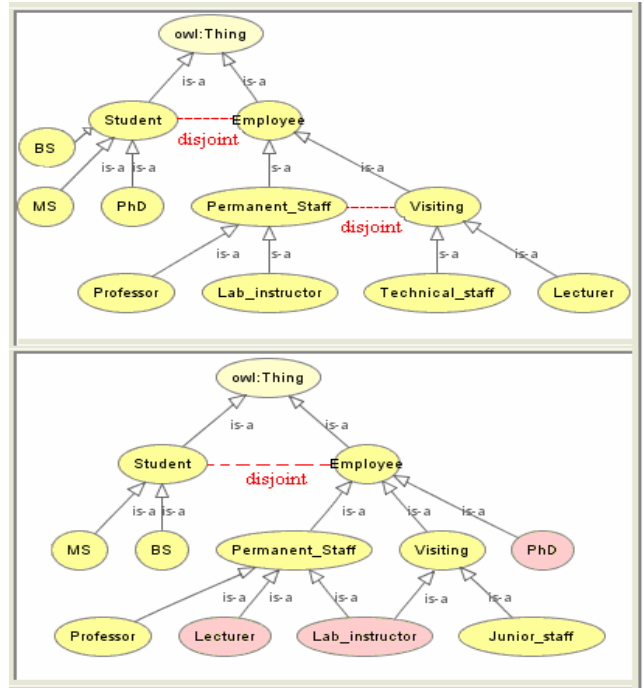 owl:Thing
is-a is-a
Student Employee
disjoint
BS
is-a is-a s-a is-a
MS PhD Permanent_Staff Visiting
disjoint
is-a s-a s-a is-a
Professor Lab_instructor Technical_staff Lecturer
owl:Thing
is-a is-a
Student Employee
disjoint
is-a is-a is-a is-a is-a
MS BS Permanent_Staff Visiting PhD
is-a is-a is-a is-a is-a
Professor Lecturer Lab_instructor Junior_staff